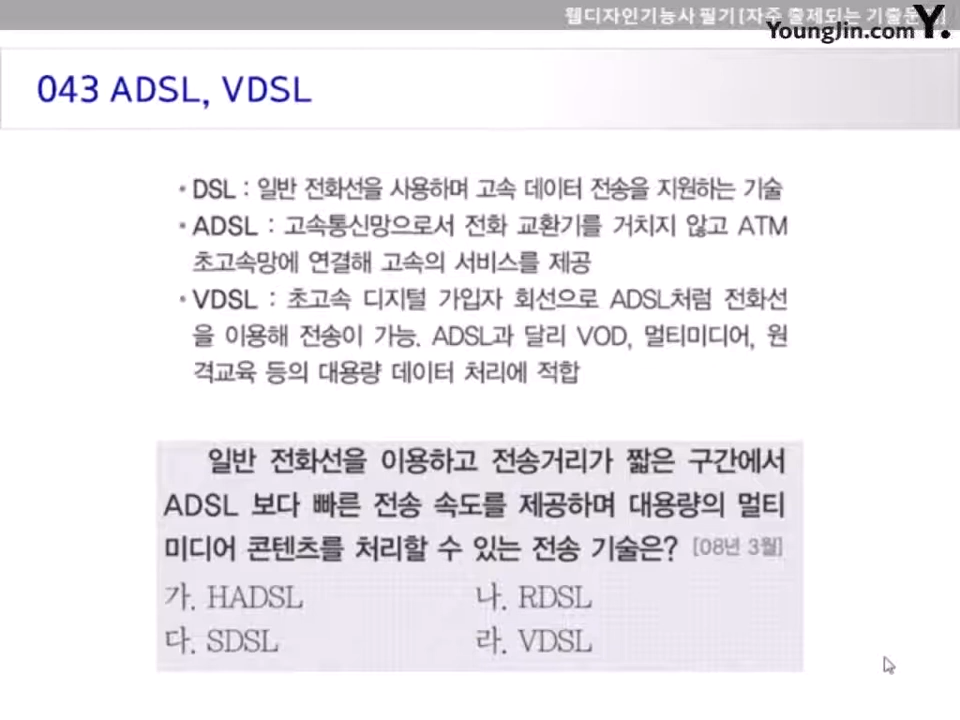 웹디자인기능사 필기[자주 출제되는 기출문제]
YoungJin.com Y.
043 ADSL, VDSL
• DSL : 일반 전화선을 사용하며 고속 데이터 전송을 지원하는 기술
• ADSL : 고속통신망으로서 전화 교환기를 거치지 않고 ATM
초고속망에 연결해 고속의 서비스를 제공
• VDSL : 초고속 디지털 가입자 회선으로 ADSL처럼 전화선
을 이용해 전송이 가능. ADSL과 달리 VOD, 멀티미디어, 원
격교육 등의 대용량 데이터 처리에 적합
일반 전화선을 이용하고 전송거리가 짧은 구간에서
ADSL 보다 빠른 전송 속도를 제공하며 대용량의 멀티
미디어 콘텐츠를 처리할 수 있는 전송 기술은? [08년 3월]
가. HADSL 나. RDSL
다. SDSL 라. VDSL